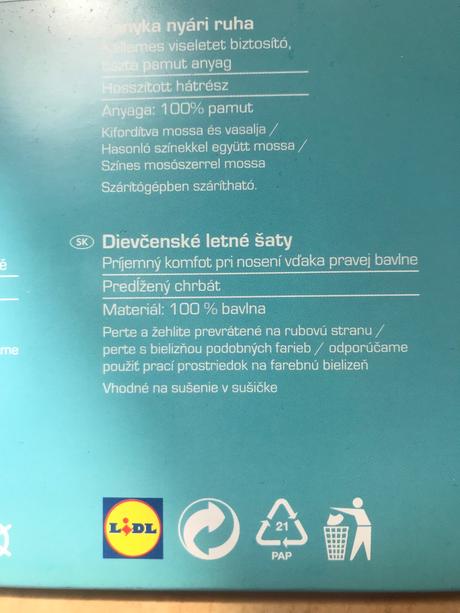 nyári ruha
viseletet biztosító,
pamut anyag
Hosszított hátrész
Anyaga: 100% pamut
Kifordítva mossa és vasalja /
Hasonló színekkel együtt mossa /
Színes mosószerrel mossa
Szárítógépben szárítható.
SK Dievčenské letné šaty
Príjemný komfort pri nosení vďaka pravej bavlne
Predĺžený chrbát
Materiál: 100 % bavlna
Perte a žehlite prevrátené na rubovú stranu /
perte s bielizňou podobných farieb / odporúčame
použiť prací prostriedok na farebnú bielizeň
Vhodné na sušenie v sušičke
LIDL
21
PAP